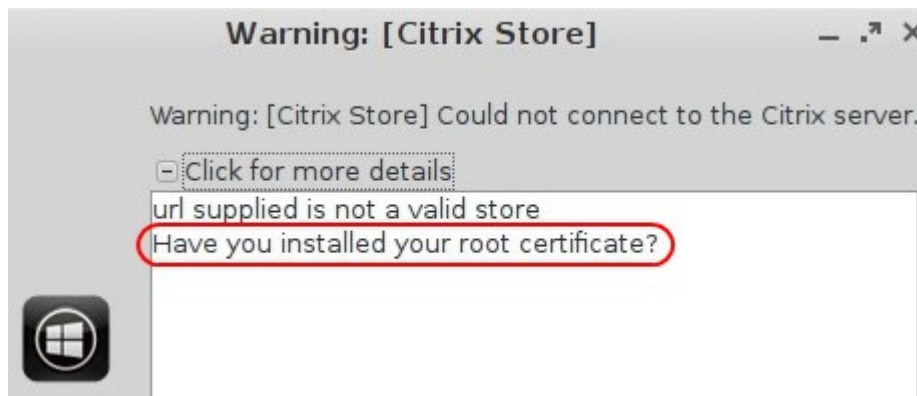 Warning: [Citrix Store]
Warning: [Citrix Store] Could not connect to the Citrix server.
Click for more details
url supplied is not a valid store
Have you installed your root certificate?